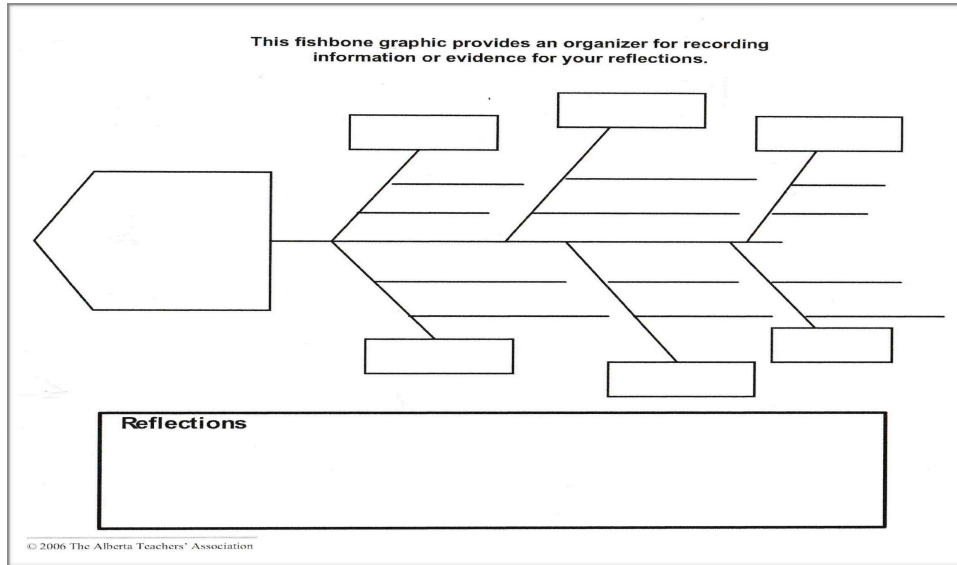 This fishbone graphic provides an organizer for recording
information or evidence for your reflections.
Reflections
© 2006 The Alberta Teachers' Association